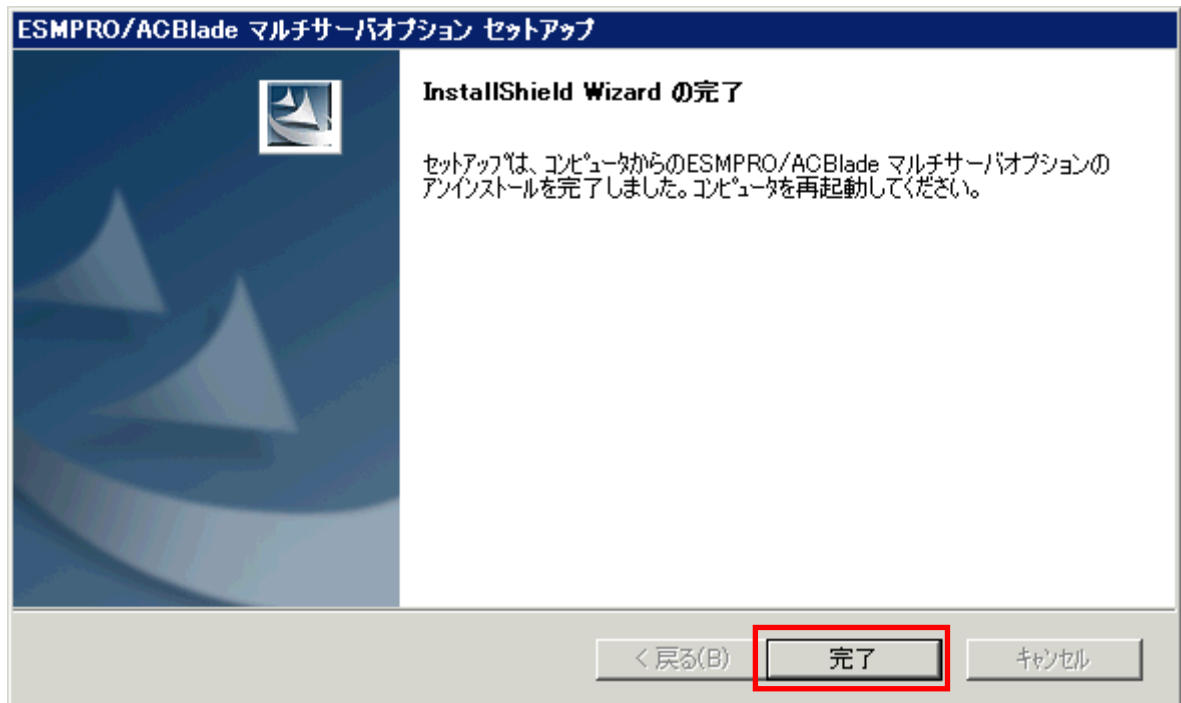 ESMPRO/ACBlade マルチサーバオプション セットアップ
InstallShield Wizard の完了
セットアップは、コンピュータからのESMPRO/ACBlade マルチサーバオプションの
アンインストールを完了しました。コンピュータを再起動してください。
< 戻る(B)
完了
キャンセル